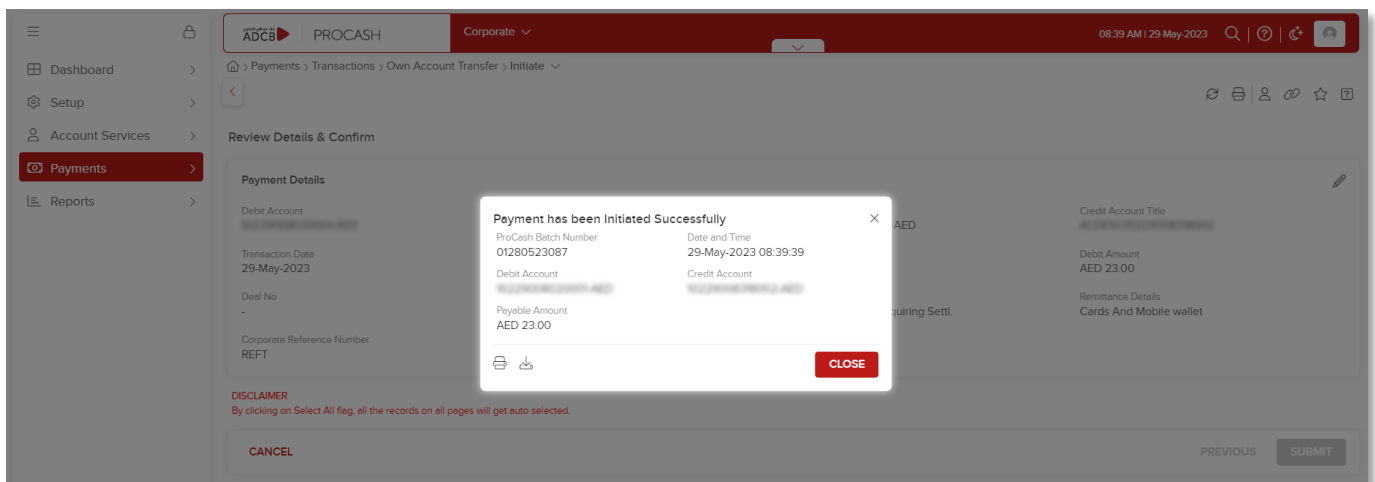 بنك أبوظبي التجاري
ADCB PROCASH
Corporate
08:39 AM | 29-May-2023
Dashboard
Setup
Account Services
Payments
Reports
Payments > Transactions > Own Account Transfer > Initiate
Review Details & Confirm
Payment Details
Debit Account
Transaction Date
29-May-2023
Deal No
-
Corporate Reference Number
REFT
AED
quiring Settl.
Credit Account Title
Debit Amount
AED 23.00
Remittance Details
Cards And Mobile wallet
Payment has been Initiated Successfully
ProCash Batch Number Date and Time
01280523087 29-May-2023 08:39:39
Debit Account Credit Account
Payable Amount
AED 23.00
CLOSE
DISCLAIMER
By clicking on Select All flag, all the records on all pages will get auto selected.
CANCEL PREVIOUS SUBMIT